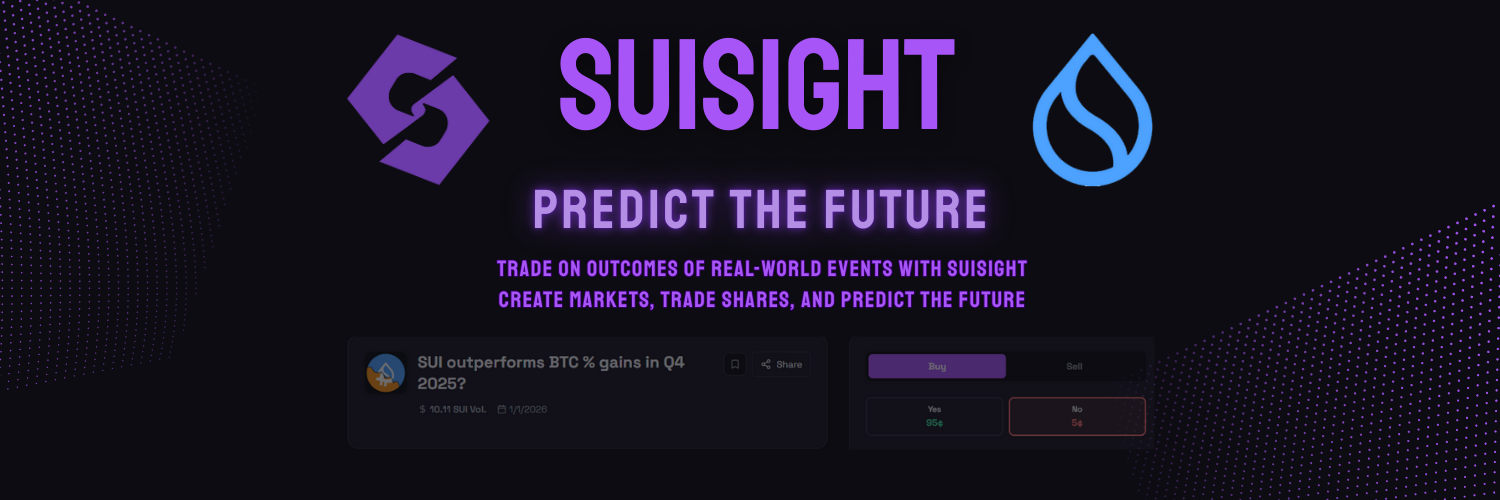 SUISIGHT
PREDICT THE FUTURE
TRADE ON OUTCOMES OF REAL-WORLD EVENTS WITH SUISIGHT
CREATE MARKETS, TRADE SHARES, AND PREDICT THE FUTURE
SUI outperforms BTC % gains in Q4
2025?
Share
$ 10.11 SUI Vol. 1/1/2026
Buy Sell
Yes No
95¢ 5¢